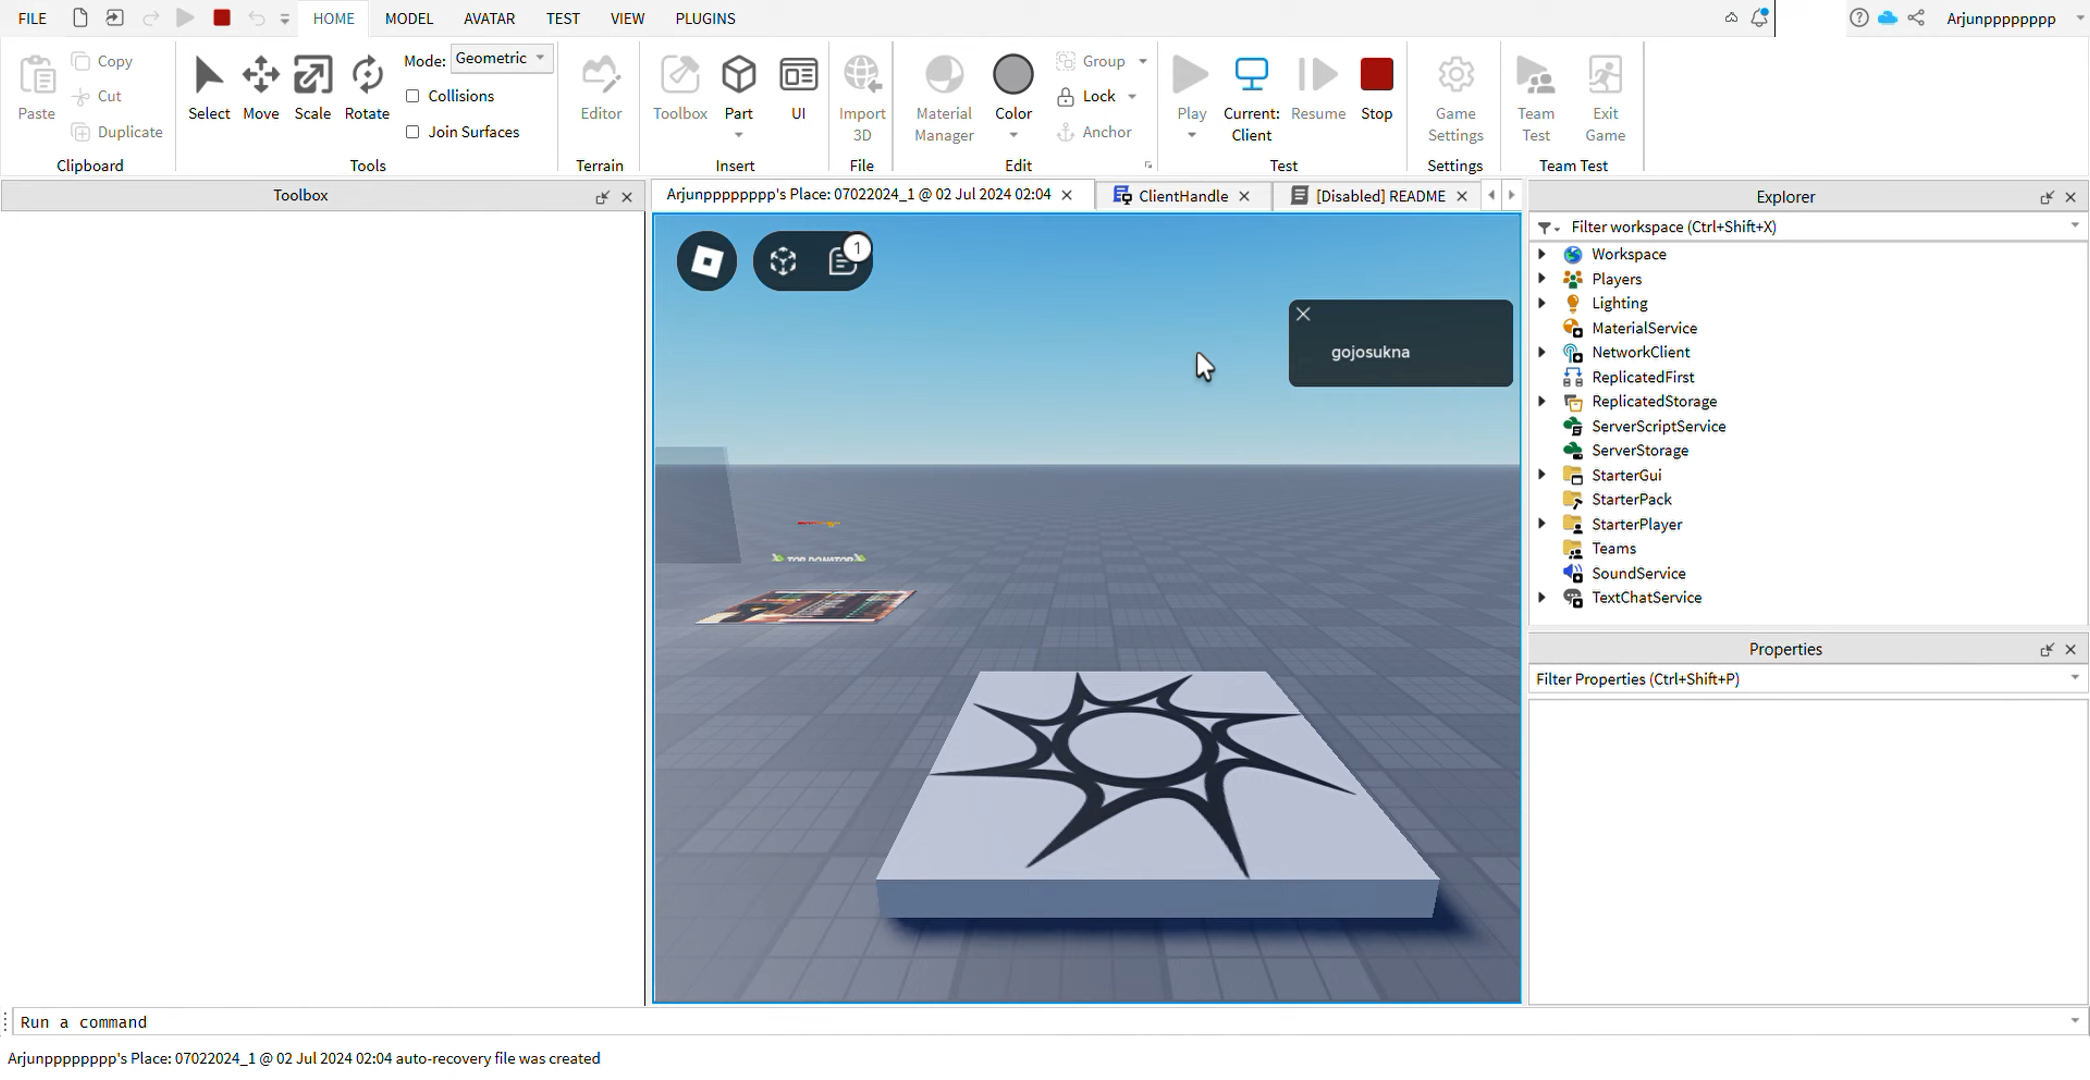 FILE HOME MODEL AVATAR TEST VIEW PLUGINS Arjunpppppppp
Paste Copy Cut Duplicate
Clipboard
Select Move Scale Rotate
Mode: Geometric
Collisions
Join Surfaces
Tools
Editor
Terrain
Toolbox Part UI
Insert
Import 3D
File
Material Manager Color
Group
Lock
Anchor
Edit
Play Current: Client Resume Stop
Test
Game Settings
Settings
Team Test Exit Game
Team Test
Toolbox
Arjunpppppppp's Place: 07022024_1 @ 02 Jul 2024 02:04 ClientHandle [Disabled] README
1
gojosukna
TOP DONATOR
Explorer
Filter workspace (Ctrl+Shift+X)
Workspace
Players
Lighting
MaterialService
NetworkClient
ReplicatedFirst
ReplicatedStorage
ServerScriptService
ServerStorage
StarterGui
StarterPack
StarterPlayer
Teams
SoundService
TextChatService
Properties
Filter Properties (Ctrl+Shift+P)
Run a command
Arjunpppppppp's Place: 07022024_1 @ 02 Jul 2024 02:04 auto-recovery file was created